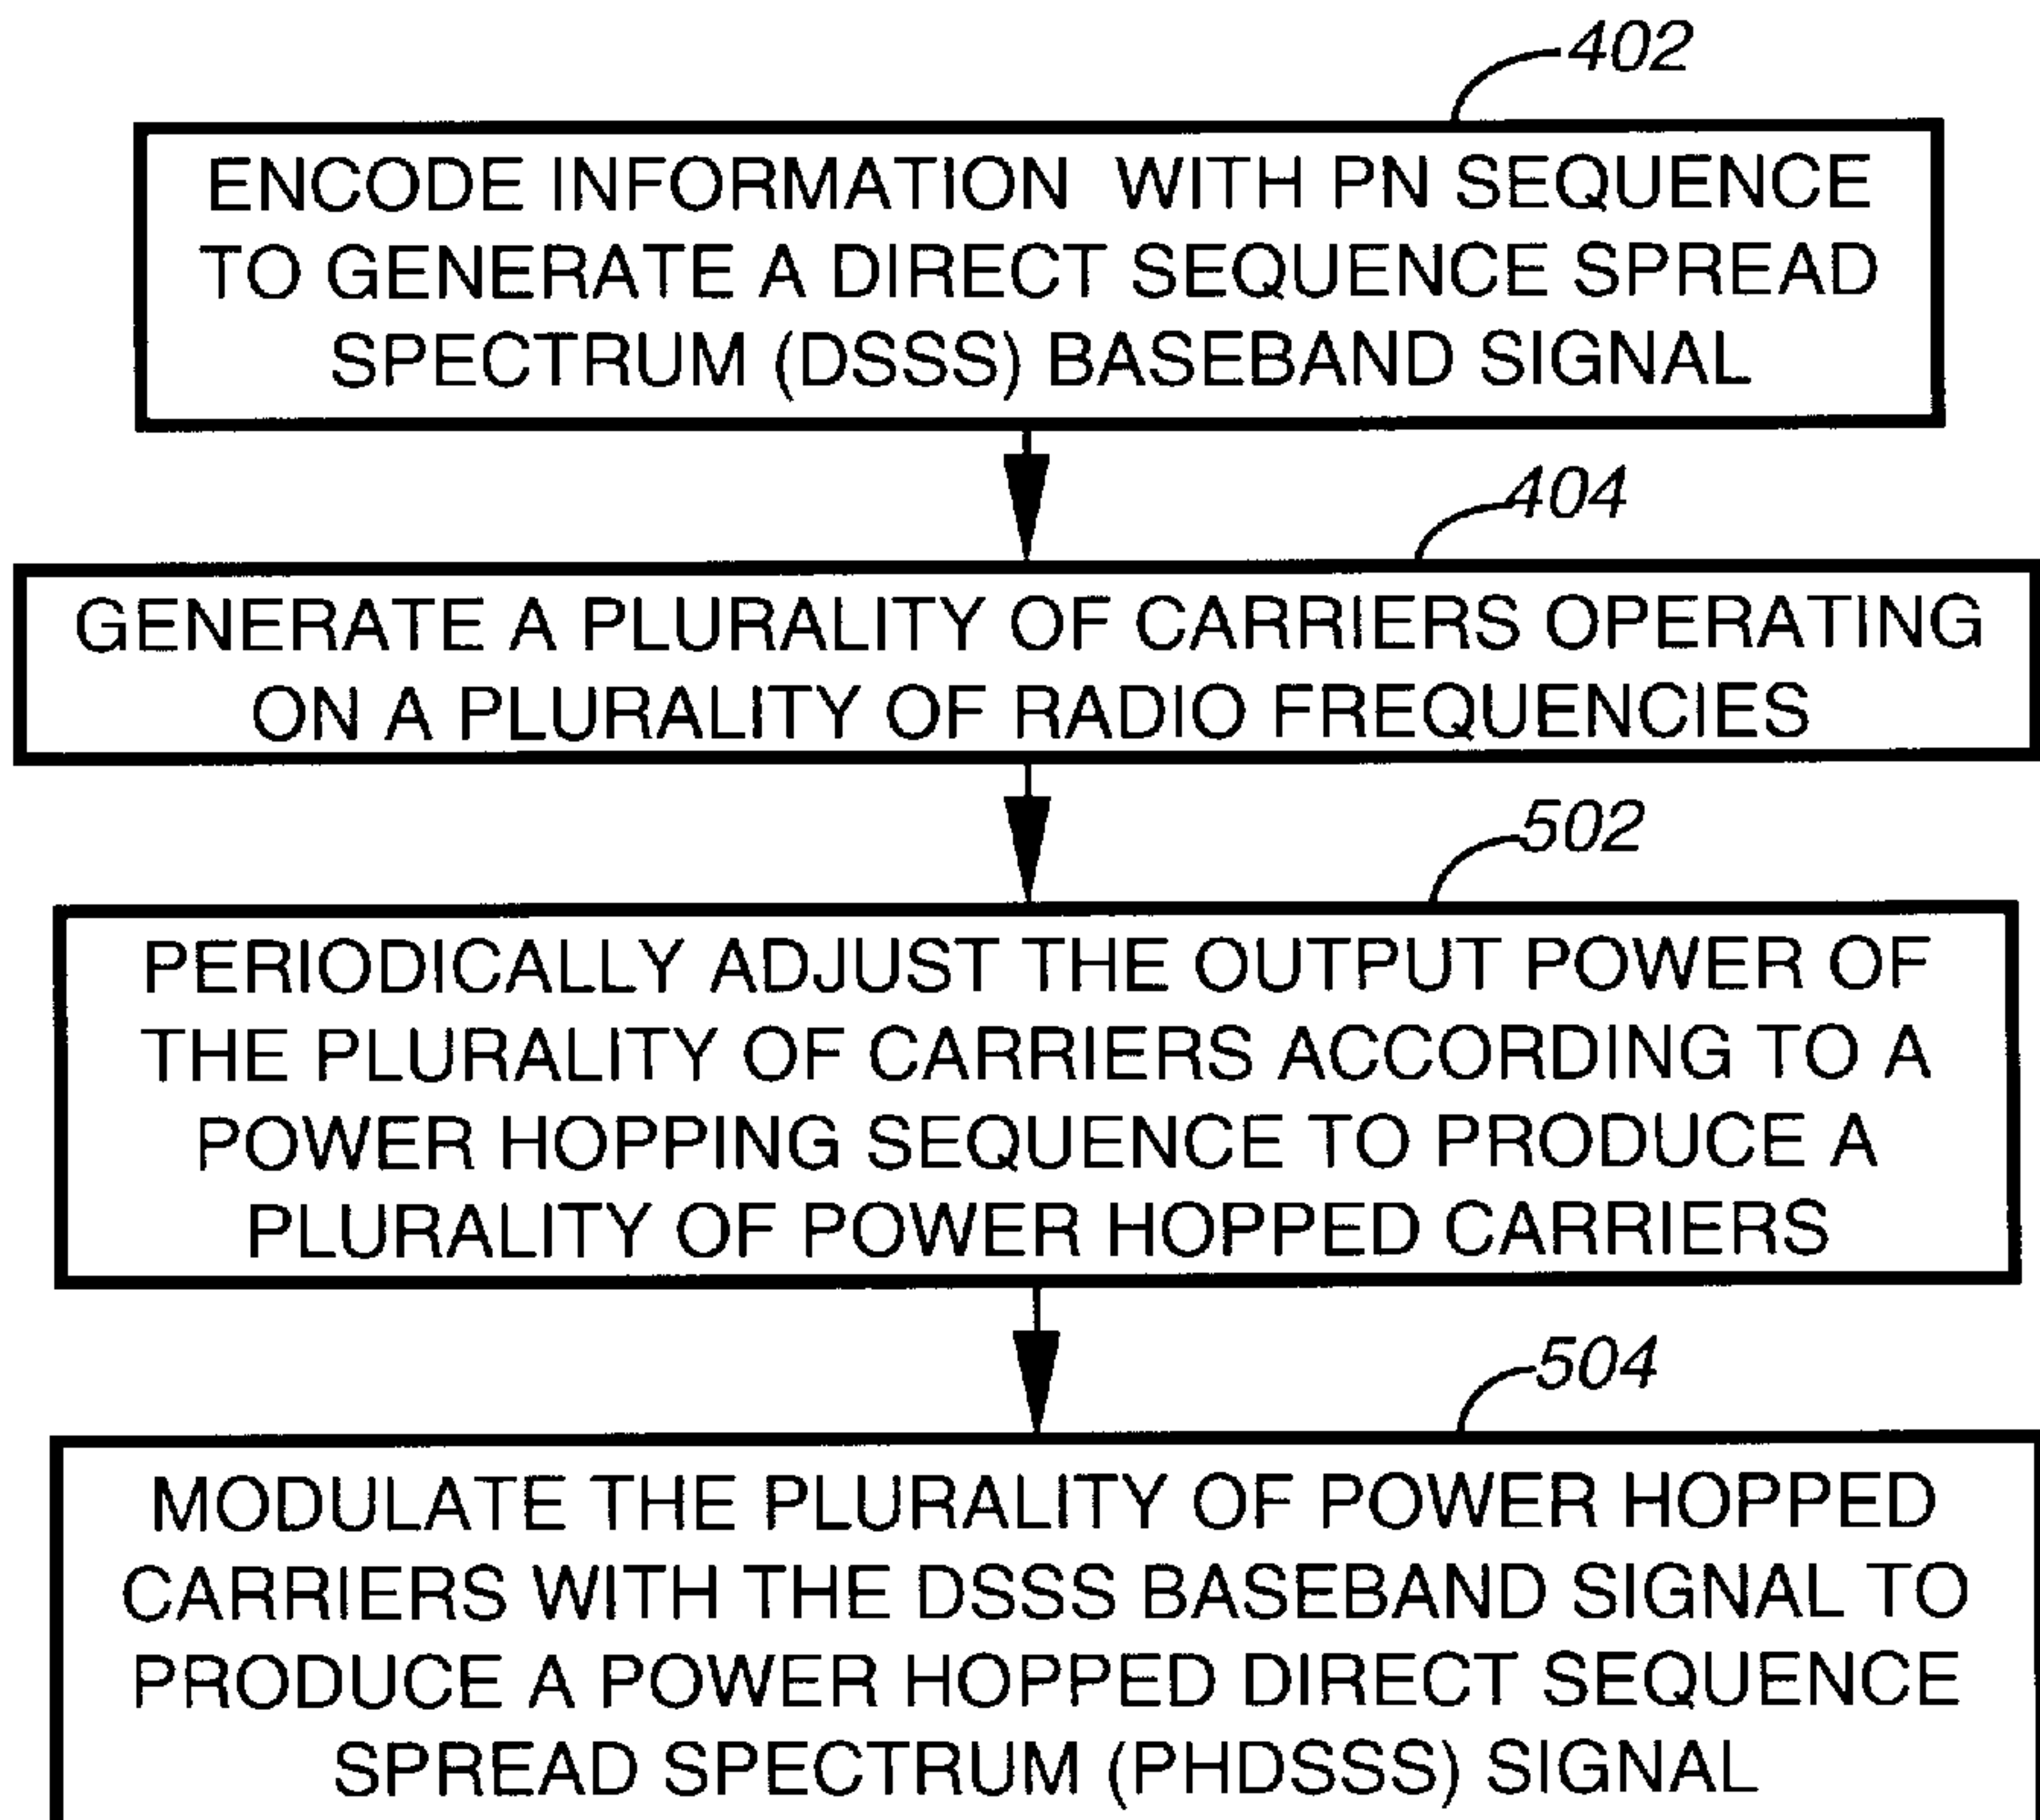 402
ENCODE INFORMATION WITH PN SEQUENCE
TO GENERATE A DIRECT SEQUENCE SPREAD
SPECTRUM (DSSS) BASEBAND SIGNAL
404
GENERATE A PLURALITY OF CARRIERS OPERATING
ON A PLURALITY OF RADIO FREQUENCIES
502
PERIODICALLY ADJUST THE OUTPUT POWER OF
THE PLURALITY OF CARRIERS ACCORDING TO A
POWER HOPPING SEQUENCE TO PRODUCE A
PLURALITY OF POWER HOPPED CARRIERS
504
MODULATE THE PLURALITY OF POWER HOPPED
CARRIERS WITH THE DSSS BASEBAND SIGNAL TO
PRODUCE A POWER HOPPED DIRECT SEQUENCE
SPREAD SPECTRUM (PHDSSS) SIGNAL